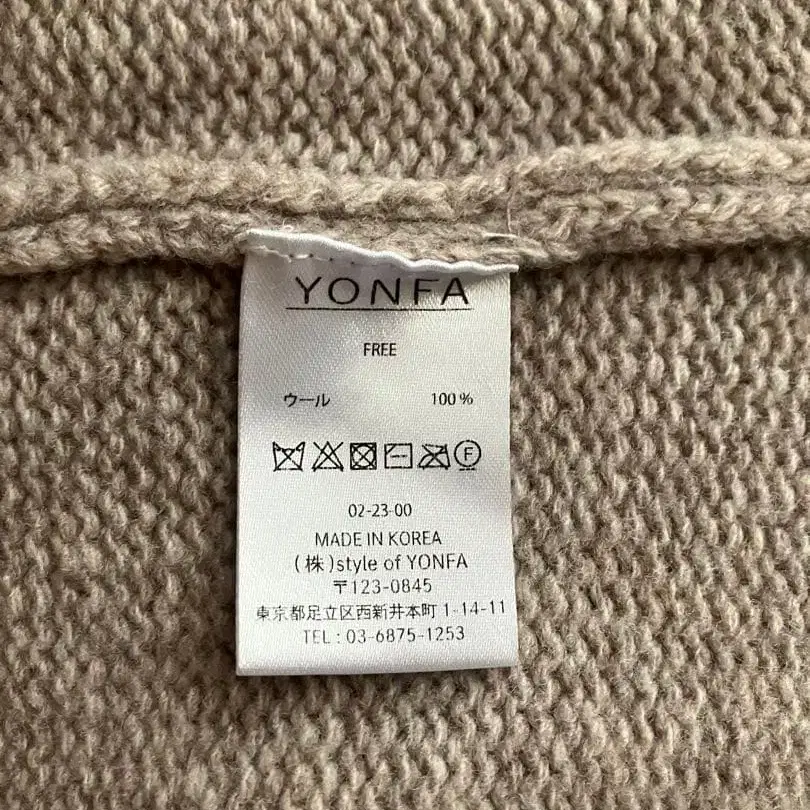 YONFA
FREE
ウール 100%
F
02-23-00
MADE IN KOREA
(株)style of YONFA
〒123-0845
東京都足立区西新井本町 1-14-11
TEL : 03-6875-1253